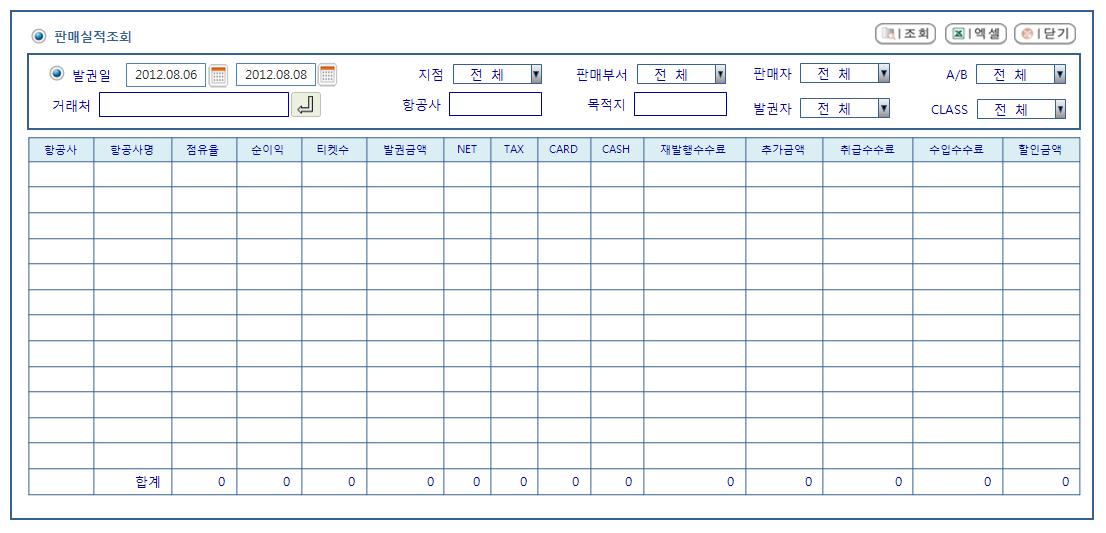 판매실적조회 조회 엑셀 닫기
발권일 2012.08.06 2012.08.08 지점 전 체 판매부서 전 체 판매자 전 체 A/B 전 체
거래처 항공사 목적지 발권자 전 체 CLASS 전 체
항공사 항공사명 점유율 순이익 티켓수 발권금액 NET TAX CARD CASH 재발행수수료 추가금액 취급수수료 수입수수료 할인금액
합계 0 0 0 0 0 0 0 0 0 0 0 0 0